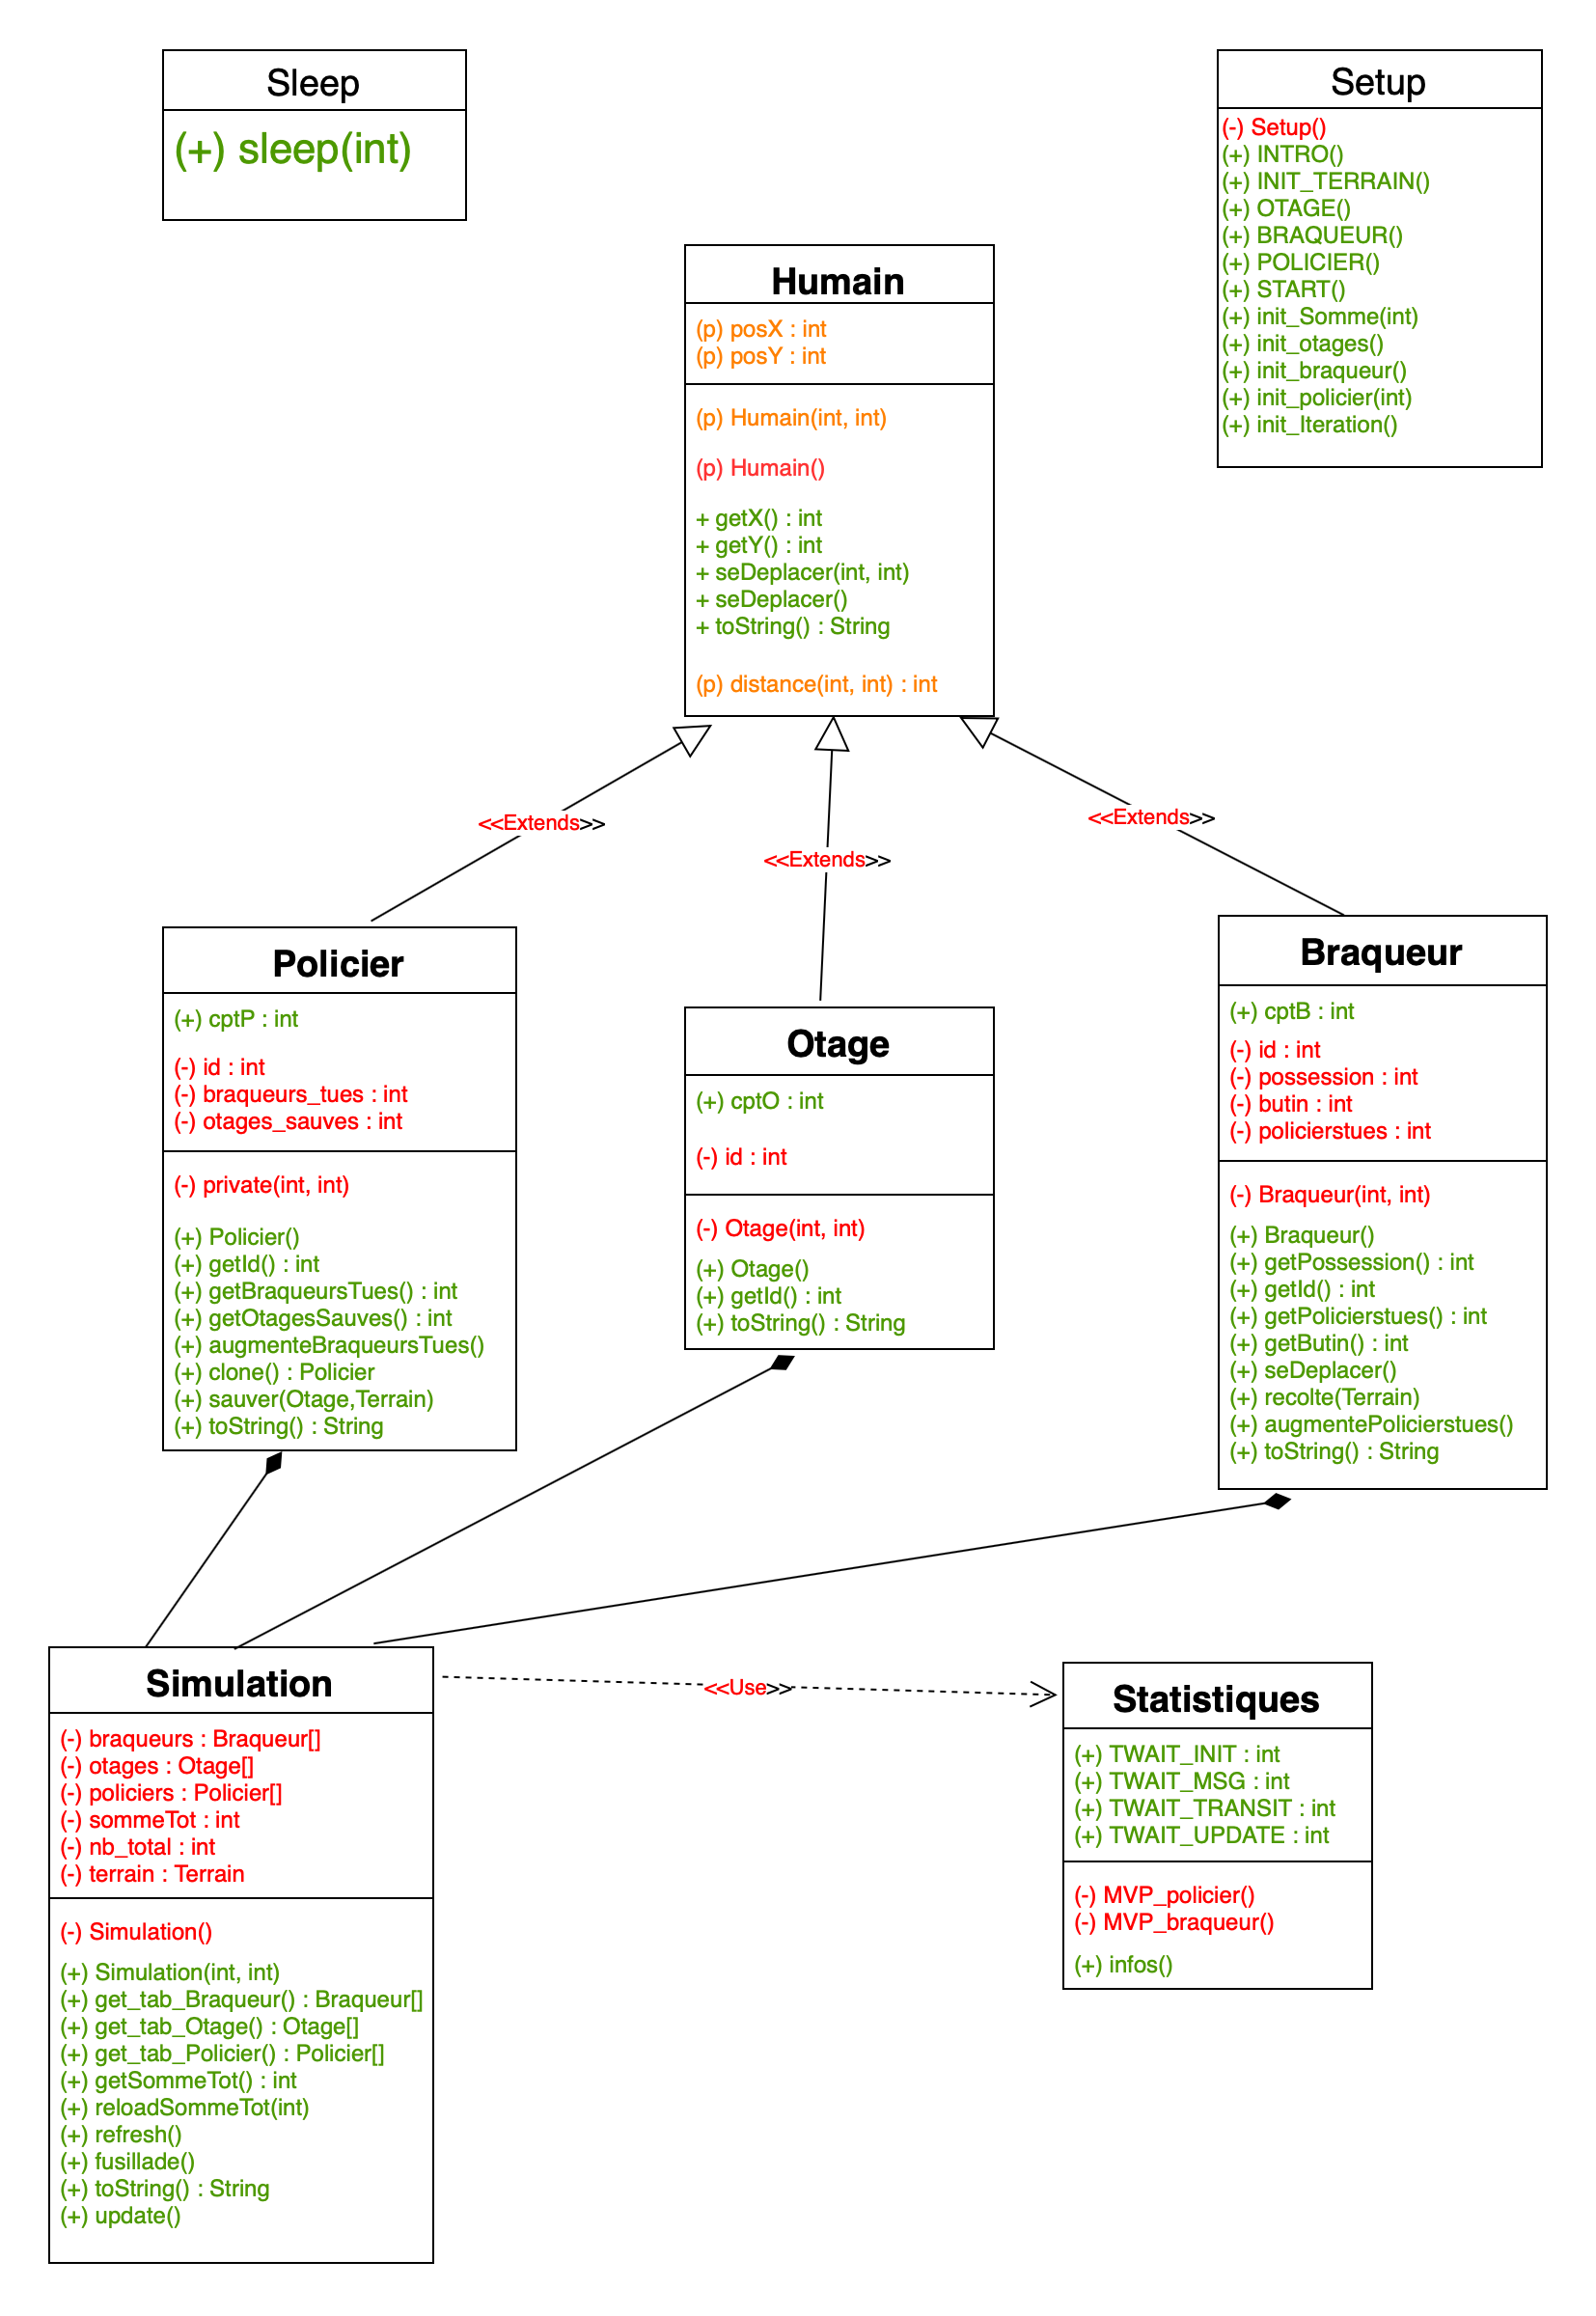 Sleep
(+) sleep(int)
Setup
(-) Setup()
(+) INTRO()
(+) INIT_TERRAIN()
(+) OTAGE()
(+) BRAQUEUR()
(+) POLICIER()
(+) START()
(+) init_Somme(int)
(+) init_otages()
(+) init_braqueur()
(+) init_policier(int)
(+) init_Iteration()
Humain
(p) posX : int
(p) posY : int
(p) Humain(int, int)
(p) Humain()
+ getX() : int
+ getY() : int
+ seDeplacer(int, int)
+ seDeplacer()
+ toString() : String
(p) distance(int, int) : int
<<Extends>>
<<Extends>>
<<Extends>>
Policier
(+) cptP : int
(-) id : int
(-) braqueurs_tues : int
(-) otages_sauves : int
(-) private(int, int)
(+) Policier()
(+) getId() : int
(+) getBraqueursTues() : int
(+) getOtagesSauves() : int
(+) augmenteBraqueursTues()
(+) clone() : Policier
(+) sauver(Otage,Terrain)
(+) toString() : String
Otage
(+) cptO : int
(-) id : int
(-) Otage(int, int)
(+) Otage()
(+) getId() : int
(+) toString() : String
Braqueur
(+) cptB : int
(-) id : int
(-) possession : int
(-) butin : int
(-) policierstues : int
(-) Braqueur(int, int)
(+) Braqueur()
(+) getPossession() : int
(+) getId() : int
(+) getPolicierstues() : int
(+) getButin() : int
(+) seDeplacer()
(+) recolte(Terrain)
(+) augmentePolicierstues()
(+) toString() : String
Simulation
(-) braqueurs : Braqueur[]
(-) otages : Otage[]
(-) policiers : Policier[]
(-) sommeTot : int
(-) nb_total : int
(-) terrain : Terrain
(-) Simulation()
(+) Simulation(int, int)
(+) get_tab_Braqueur() : Braqueur[]
(+) get_tab_Otage() : Otage[]
(+) get_tab_Policier() : Policier[]
(+) getSommeTot() : int
(+) reloadSommeTot(int)
(+) refresh()
(+) fusillade()
(+) toString() : String
(+) update()
<<Use>>
Statistiques
(+) TWAIT_INIT : int
(+) TWAIT_MSG : int
(+) TWAIT_TRANSIT : int
(+) TWAIT_UPDATE : int
(-) MVP_policier()
(-) MVP_braqueur()
(+) infos()